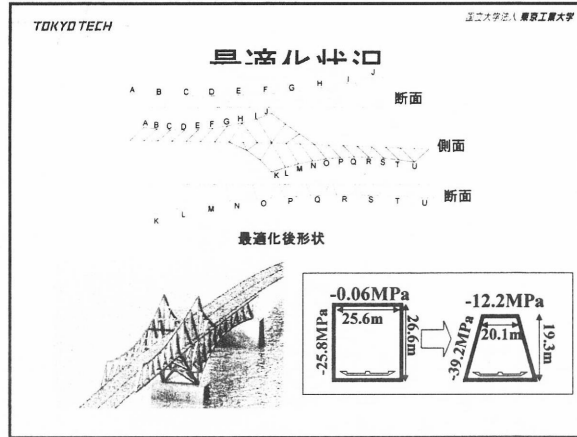 TOKYO TECH
国立大学法人 東京工業大学
最適化状況
A B C D E F G H I J
断面
A B C D E F G H I J
側面
K L M N O P Q R S T U
断面
K L M N O P Q R S T U
最適化後形状
-0.06MPa
25.6m
-25.8MPa
26.6m
-12.2MPa
20.1m
-39.2MPa
19.3m